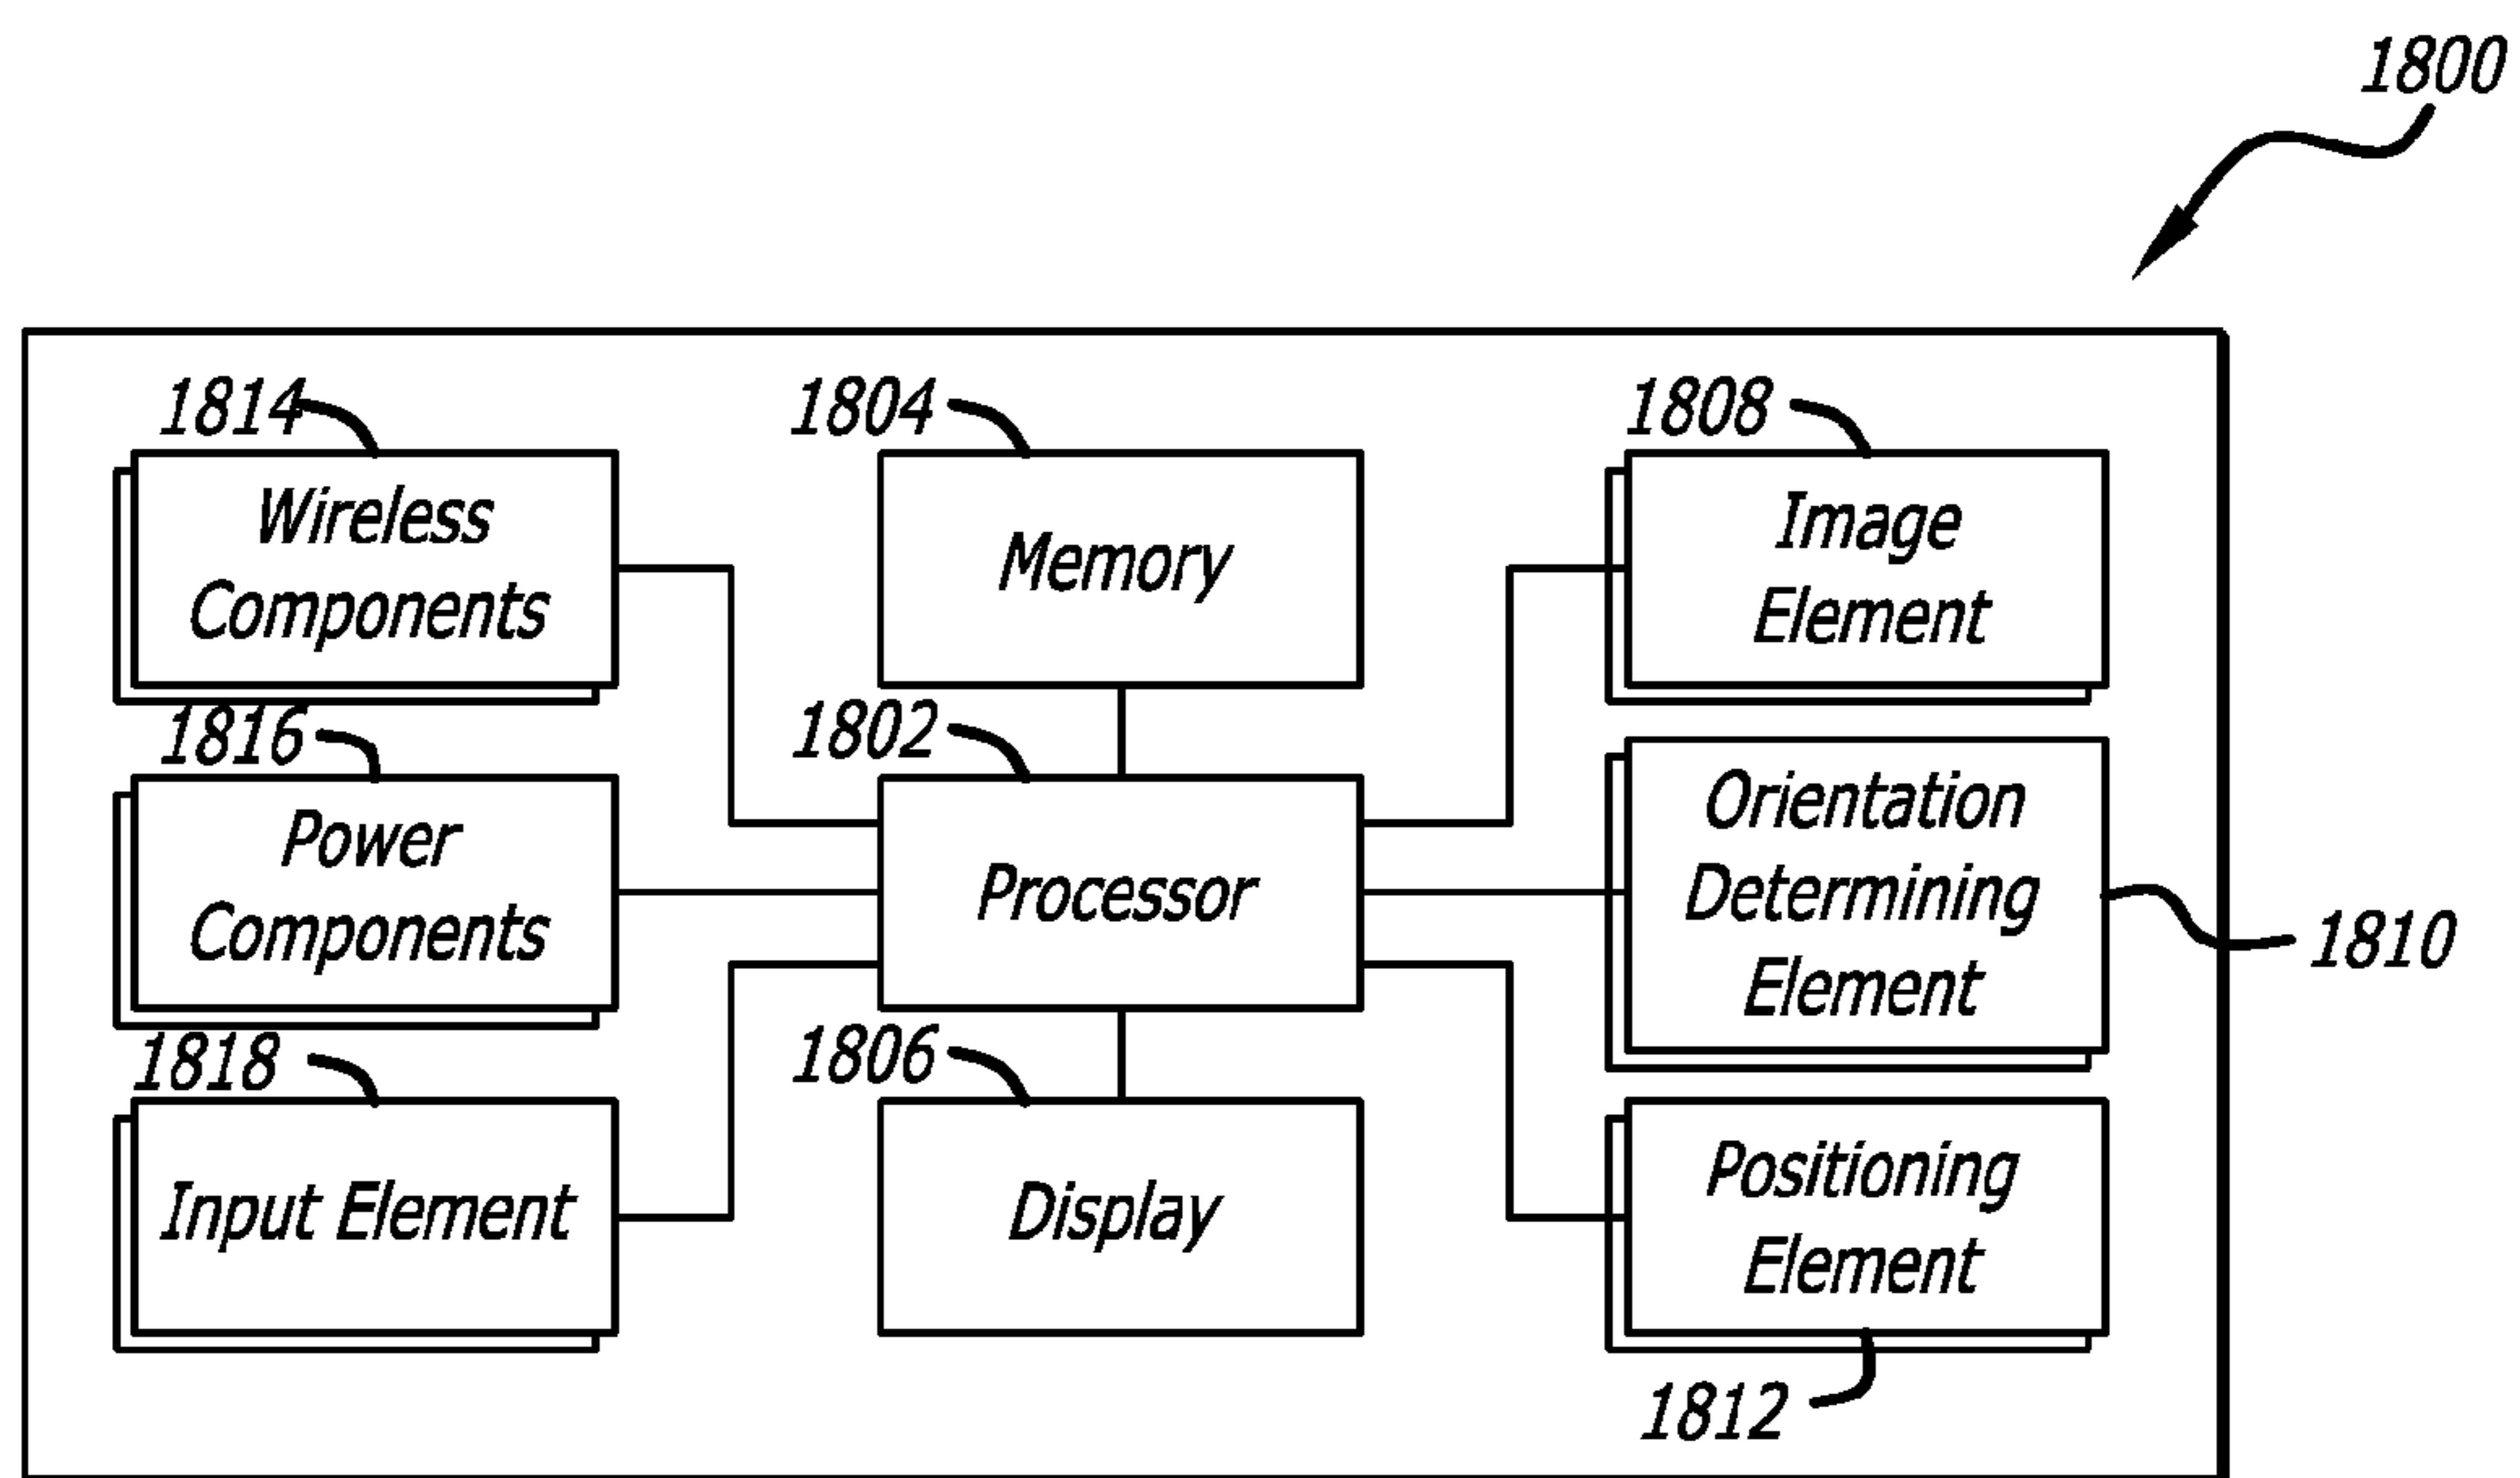 1800
1814
1804
1808
Wireless
Components
Memory
Image
Element
1816
1802
Power
Components
Processor
Orientation
Determining
Element
1810
1818
1806
Input Element
Display
Positioning
Element
1812